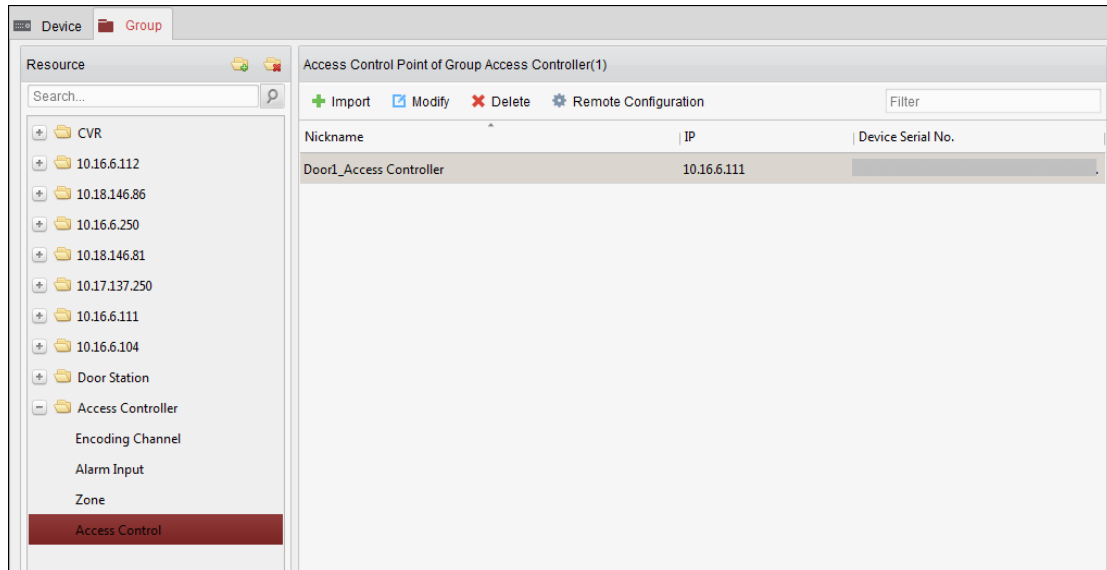 Device Group
Resource
Search...
CVR
10.16.6.112
10.18.146.86
10.16.6.250
10.18.146.81
10.17.137.250
10.16.6.111
10.16.6.104
Door Station
Access Controller
Encoding Channel
Alarm Input
Zone
Access Control
Access Control Point of Group Access Controller(1)
Import Modify Delete Remote Configuration Filter
Nickname IP Device Serial No.
Door1_Access Controller 10.16.6.111 .